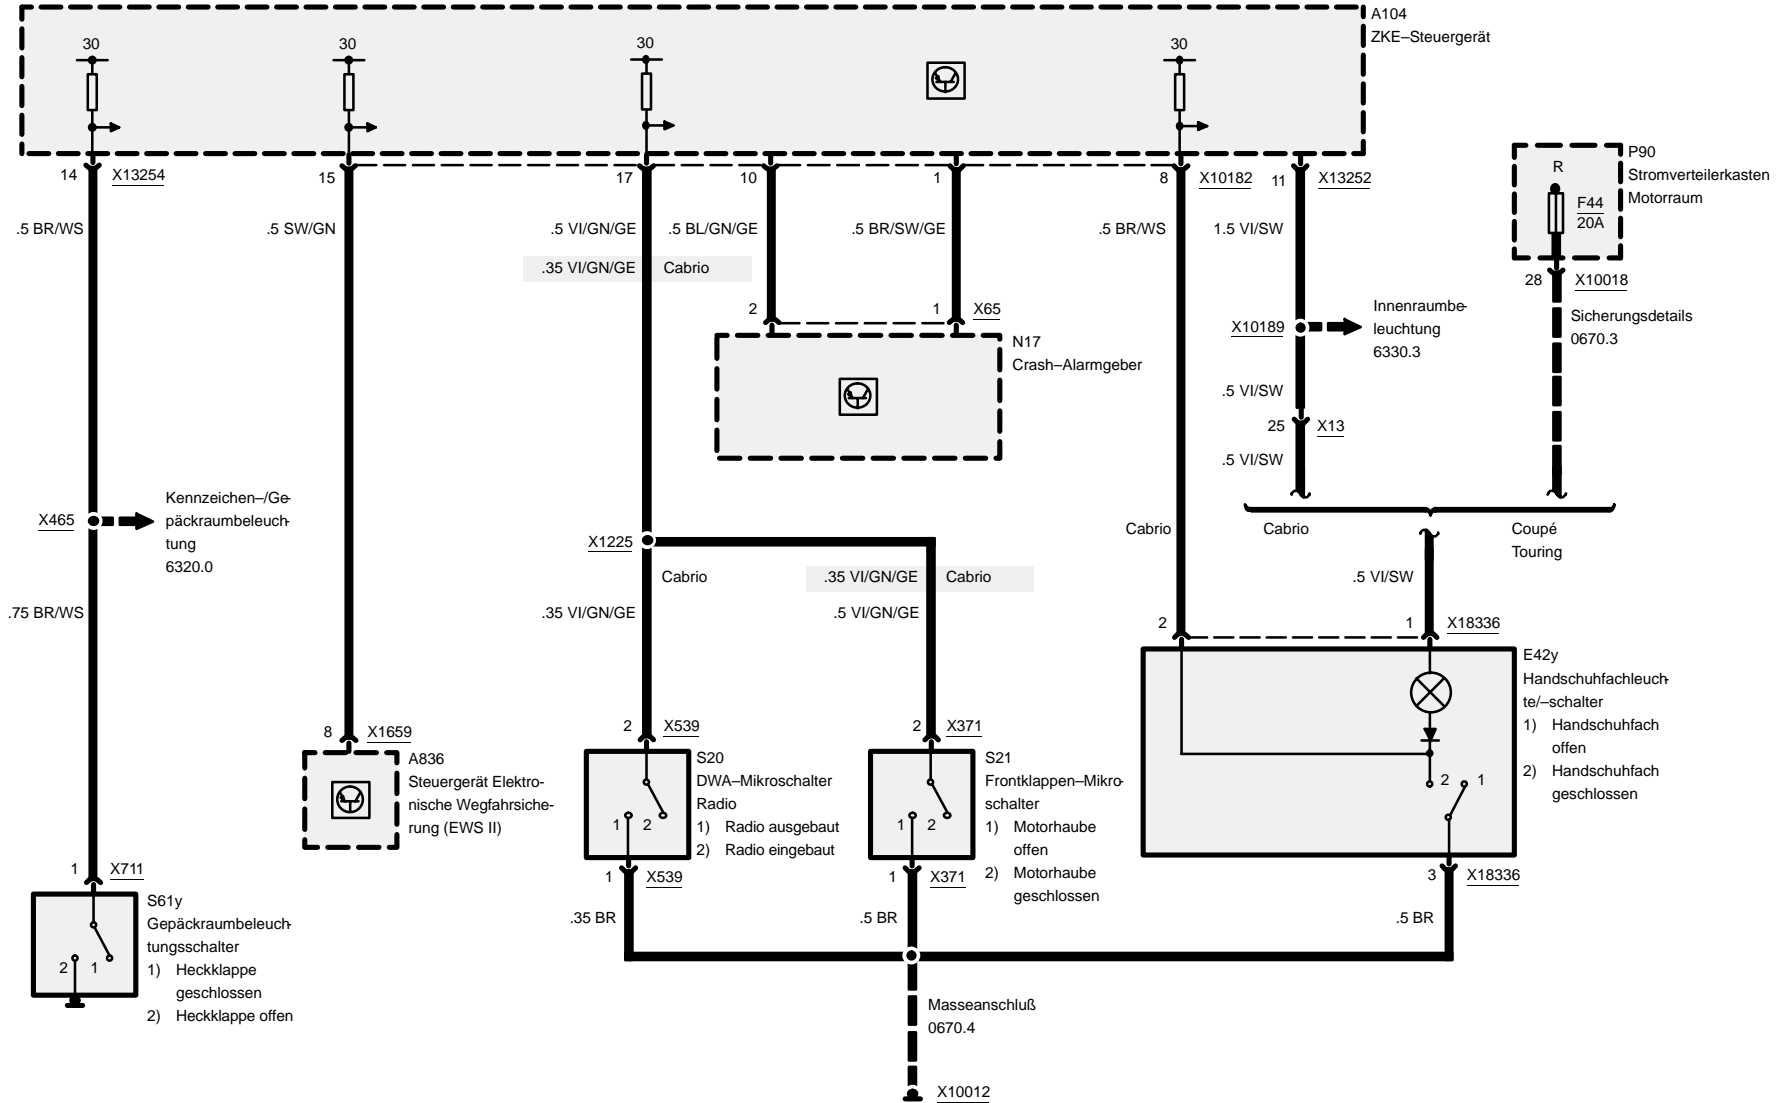 A104
ZKE–Steuergerät
30
30
30
30
14
X13254
15
17
10
1
8
X10182
11
X13252
P90
Stromverteilerkasten
Motorraum
R
F44
20A
28
X10018
Sicherungsdetails
0670.3
.5 BR/WS
.5 SW/GN
.5 VI/GN/GE
.5 BL/GN/GE
.5 BR/SW/GE
.5 BR/WS
1.5 VI/SW
.35 VI/GN/GE
Cabrio
2
1
X65
N17
Crash–Alarmgeber
X10189
Innenraumbe-
leuchtung
6330.3
.5 VI/SW
25
X13
.5 VI/SW
X465
Kennzeichen–/Ge-
päckraumbeleuch-
tung
6320.0
.75 BR/WS
X1225
Cabrio
.35 VI/GN/GE
.35 VI/GN/GE
Cabrio
.5 VI/GN/GE
Cabrio
Cabrio
Coupé
Touring
.5 VI/SW
2
1
X18336
E42y
Handschuhfachleuch-
te/–schalter
1) Handschuhfach
offen
2) Handschuhfach
geschlossen
2
1
3
X18336
.5 BR
8
X1659
A836
Steuergerät Elektro-
nische Wegfahrsiche-
rung (EWS II)
2
X539
S20
DWA–Mikroschalter
Radio
1) Radio ausgebaut
2) Radio eingebaut
1
2
1
X539
.35 BR
2
X371
S21
Frontklappen–Mikro-
schalter
1) Motorhaube
offen
2) Motorhaube
geschlossen
1
2
1
X371
.5 BR
1
X711
S61y
Gepäckraumbeleuch-
tungsschalter
1) Heckklappe
geschlossen
2) Heckklappe offen
2
1
Masseanschluß
0670.4
X10012